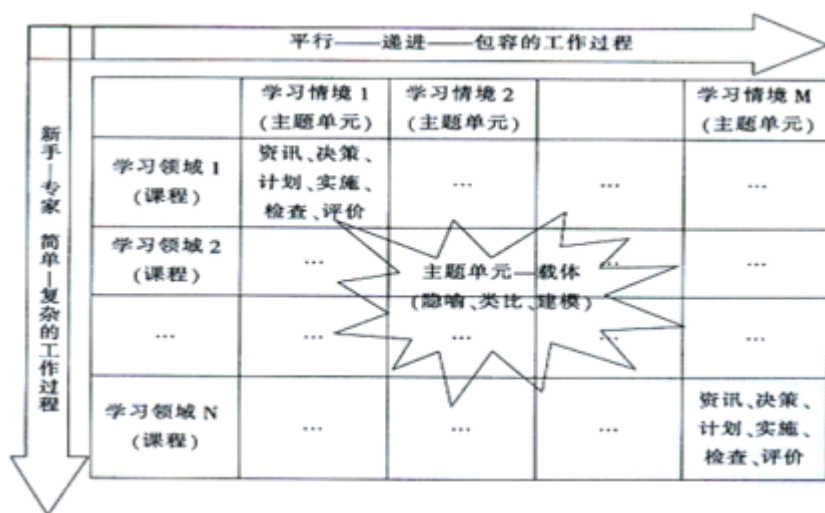 平行——递进——包容的工作过程
新手—专家 简单—复杂的工作过程
学习情境 1
(主题单元)
学习情境 2
(主题单元)
学习情境 M
(主题单元)
学习领域 1
(课程)
资讯、决策、
计划、实施、
检查、评价
…
…
…
学习领域 2
(课程)
…
…
…
主题单元—载体
(隐喻、类比、建模)
…
…
…
…
…
学习领域 N
(课程)
…
…
…
资讯、决策、
计划、实施、
检查、评价